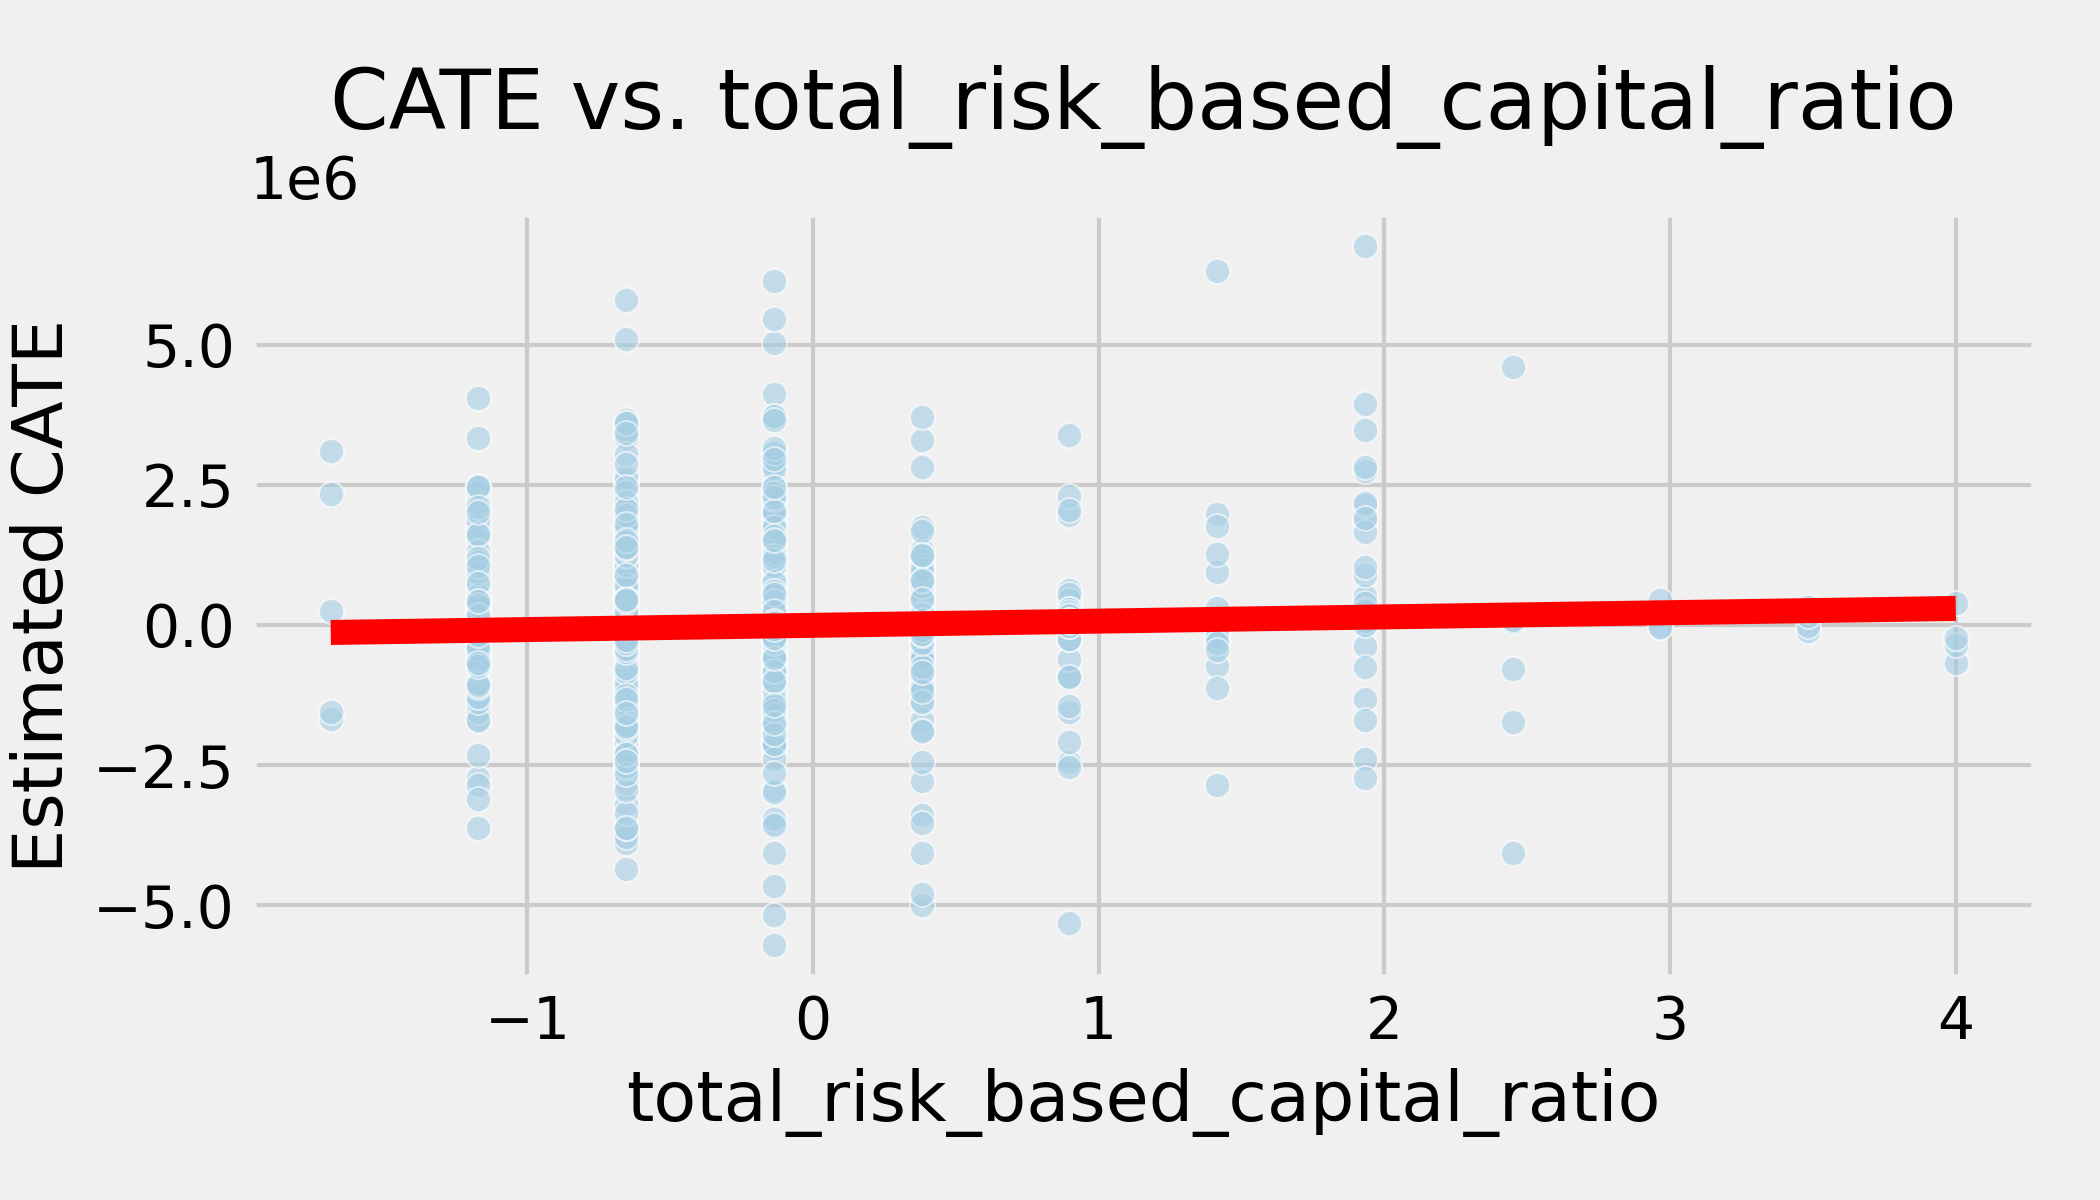 CATE vs. total_risk_based_capital_ratio
1e6
5.0
2.5
0.0
−2.5
−5.0
Estimated CATE
−1 0 1 2 3 4
total_risk_based_capital_ratio